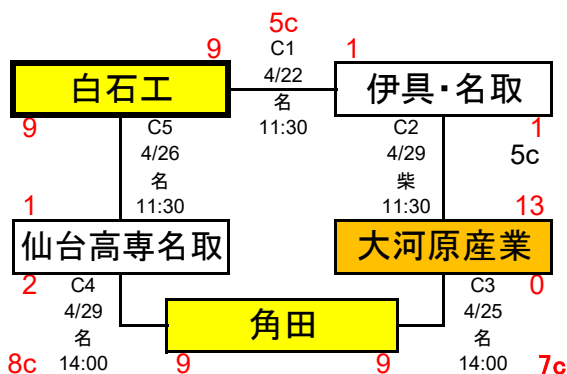 5c
9
C1
1
4/22
白石工
伊具・名取
名
11:30
9
C5
C2
1
4/26
4/29
5c
名
柴
11:30
11:30
1
13
仙台高専名取
大河原産業
2
C4
C3
0
4/29
4/25
角田
名
名
8c
14:00
9
9
14:00
7c